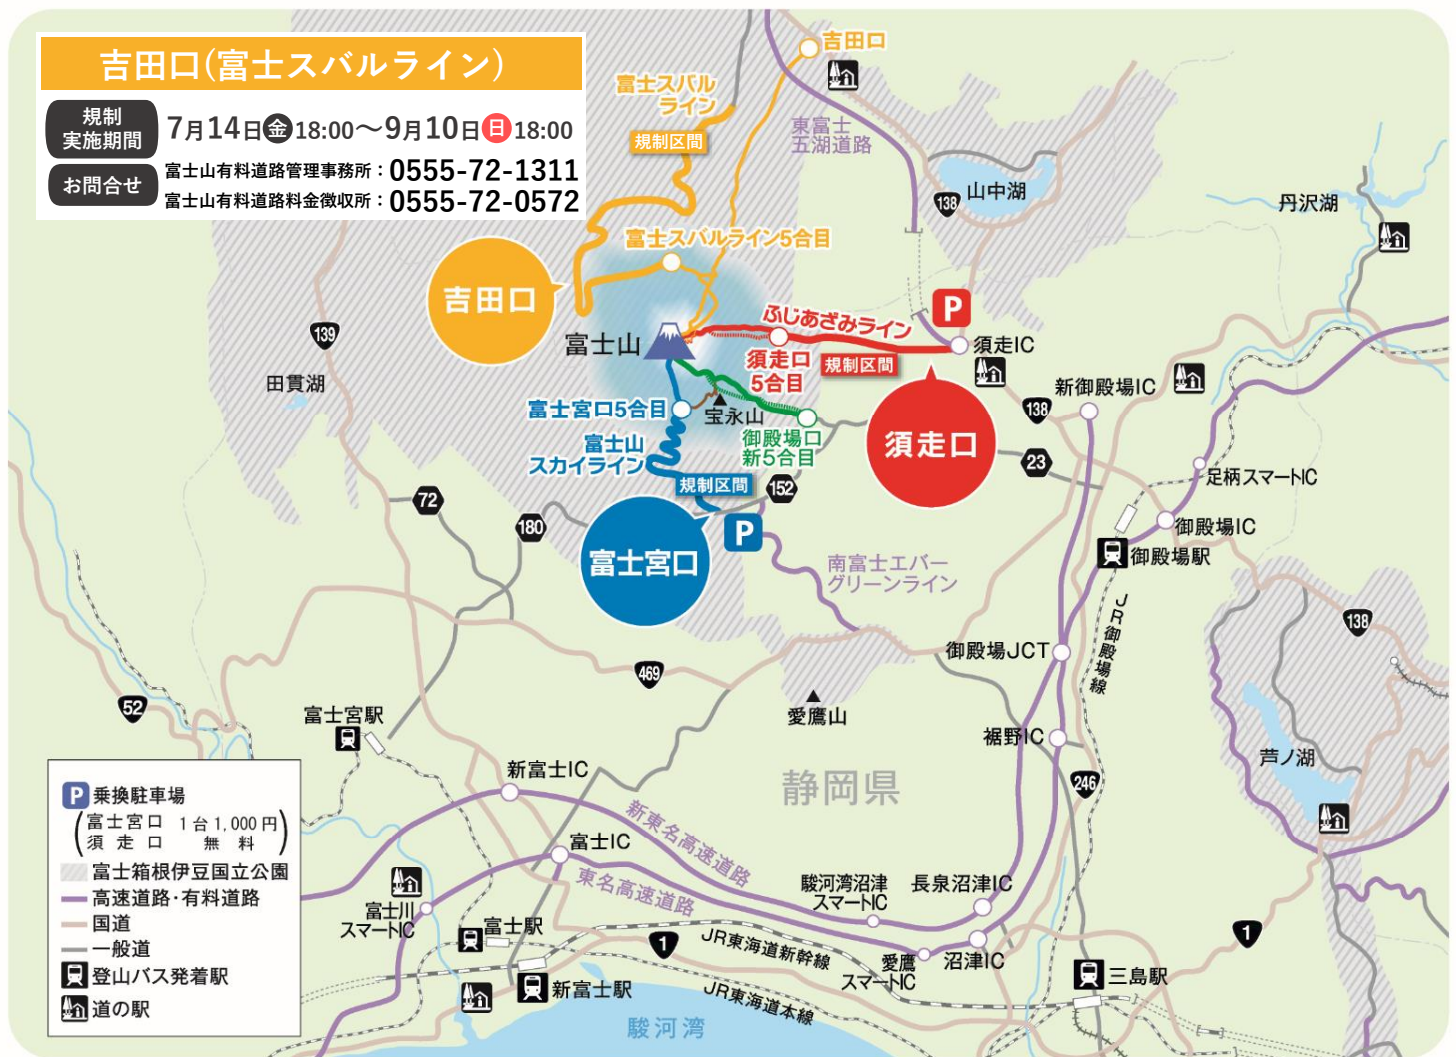 吉田口(富士スバルライン)
規制
実施期間
7月14日金18:00〜9月10日日18:00
お問合せ
富士山有料道路管理事務所：0555-72-1311
富士山有料道路料金徴収所：0555-72-0572
吉田口
富士スバル
ライン
規制区間
東富士
五湖道路
山中湖
138
丹沢湖
富士スバルライン5合目
吉田口
P
ふじあざみライン
富士山
須走口
5合目
規制区間
須走IC
139
田貫湖
新御殿場IC
138
富士宮口5合目
宝永山
御殿場口
新5合目
須走口
富士山
スカイライン
規制区間
152
23
足柄スマートIC
72
180
P
御殿場IC
御殿場駅
富士宮口
南富士エバー
グリーンライン
JR御殿場線
138
御殿場JCT
469
52
愛鷹山
富士宮駅
裾野IC
芦ノ湖
246
新富士IC
静岡県
新東名高速道路
富士IC
東名高速道路
駿河湾沼津
スマートIC
長泉沼津IC
富士川
スマートIC
富士駅
1
JR東海道新幹線
愛鷹
スマートIC
沼津IC
1
三島駅
新富士駅
JR東海道本線
駿河湾
P 乗換駐車場
富士宮口 1台1,000円
須走口 無料
富士箱根伊豆国立公園
高速道路・有料道路
国道
一般道
登山バス発着駅
道の駅